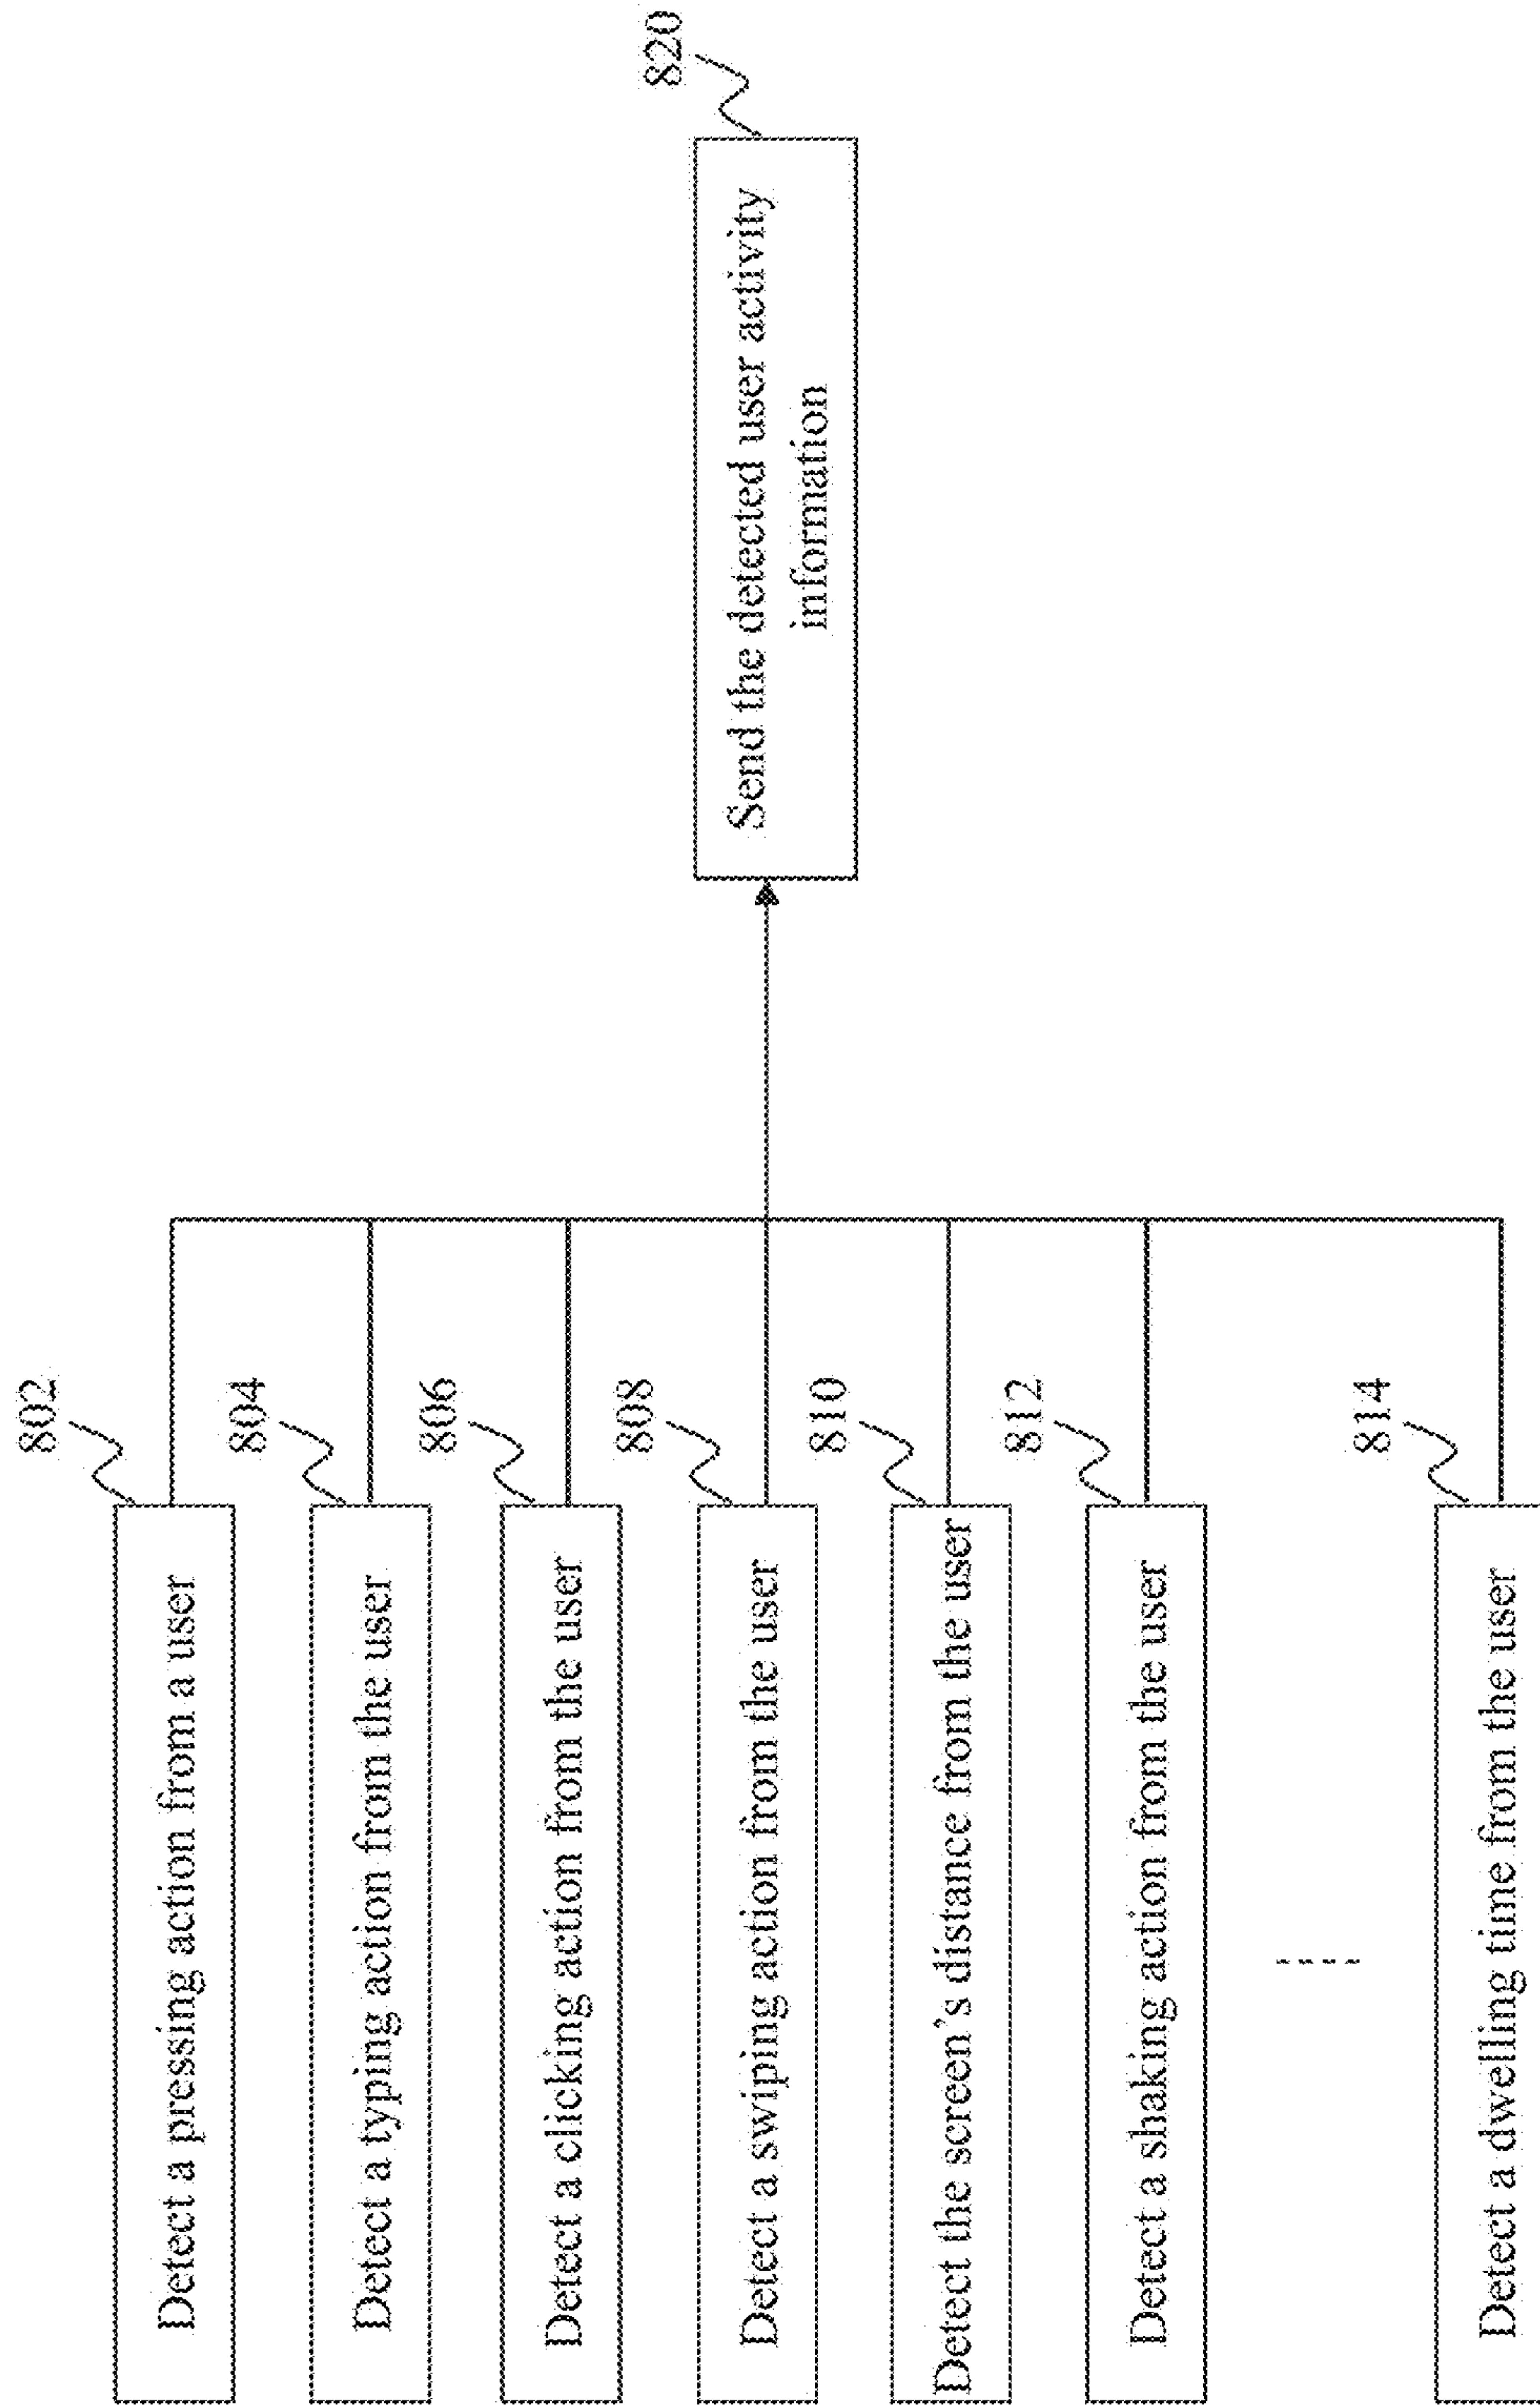 802
Detect a pressing action from a user
804
Detect a typing action from the user
806
Detect a clicking action from the user
808
Detect a swiping action from the user
810
Detect the screen's distance from the user
812
Detect a shaking action from the user
814
Detect a dwelling time from the user
820
Send the detected user activity
information